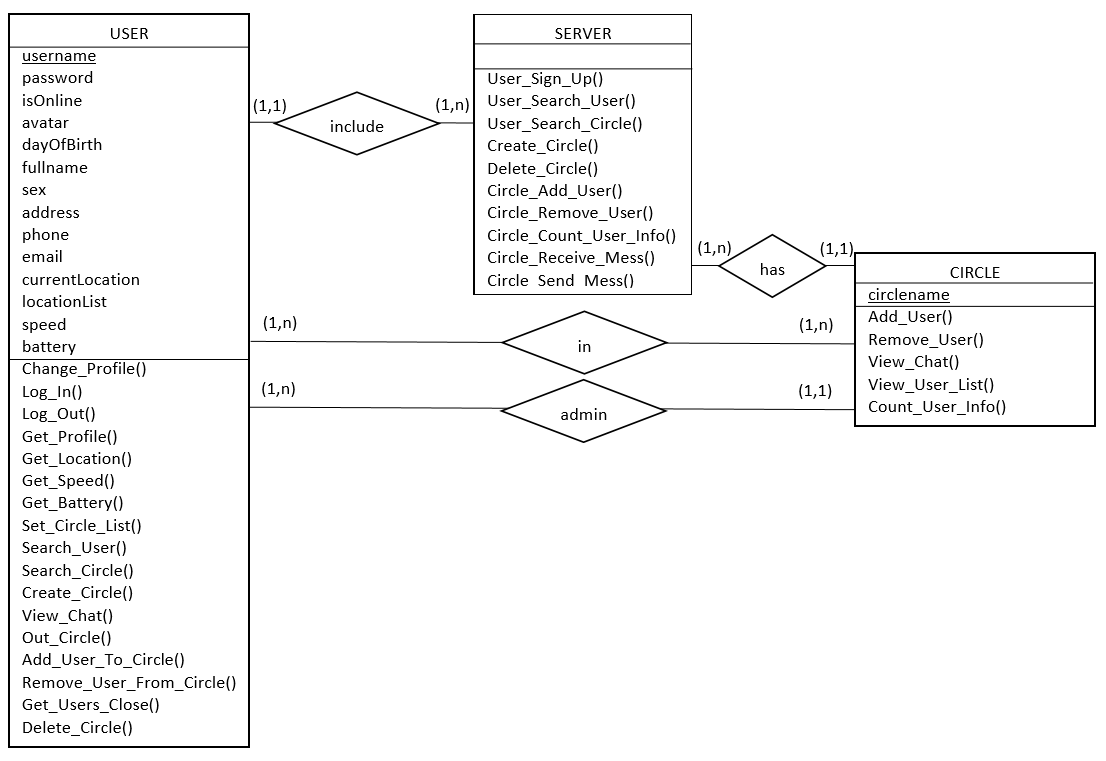 USER
username
password
isOnline
avatar
dayOfBirth
fullname
sex
address
phone
email
currentLocation
locationList
speed
battery
Change_Profile()
Log_In()
Log_Out()
Get_Profile()
Get_Location()
Get_Speed()
Get_Battery()
Set_Circle_List()
Search_User()
Search_Circle()
Create_Circle()
View_Chat()
Out_Circle()
Add_User_To_Circle()
Remove_User_From_Circle()
Get_Users_Close()
Delete_Circle()
(1,1)
include
(1,n)
SERVER
User_Sign_Up()
User_Search_User()
User_Search_Circle()
Create_Circle()
Delete_Circle()
Circle_Add_User()
Circle_Remove_User()
Circle_Count_User_Info()
Circle_Receive_Mess()
Circle_Send_Mess()
(1,n)
has
(1,1)
CIRCLE
circlename
Add_User()
Remove_User()
View_Chat()
View_User_List()
Count_User_Info()
(1,n)
in
(1,n)
(1,n)
admin
(1,1)